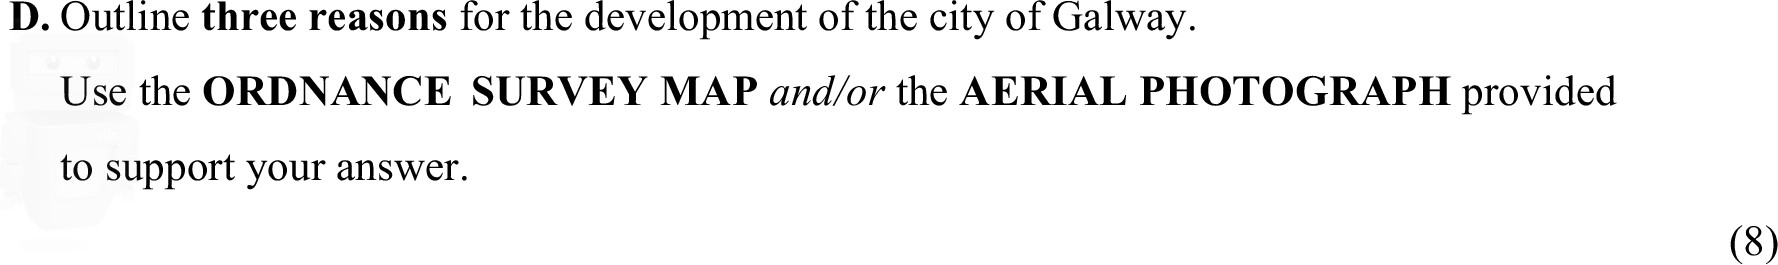 D. Outline three reasons for the development of the city of Galway.
Use the ORDNANCE SURVEY MAP and/or the AERIAL PHOTOGRAPH provided
to support your answer.
(8)